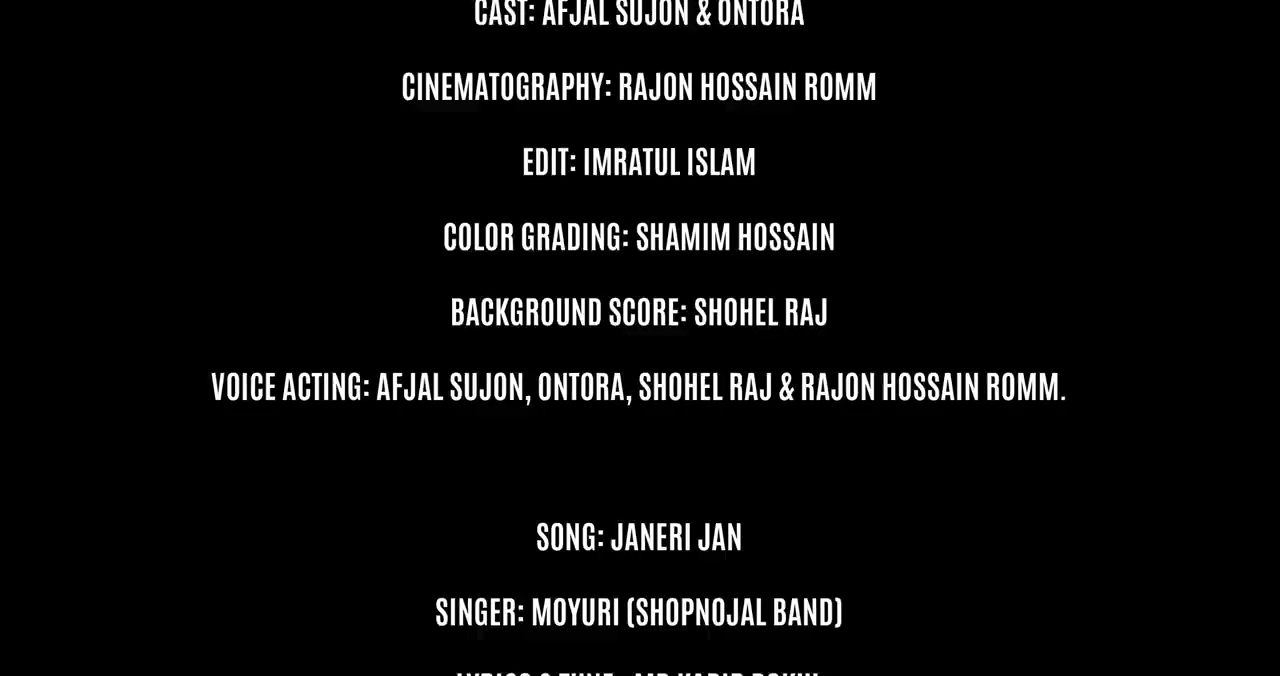 CAST: AFJAL SUJON & ONTORA
CINEMATOGRAPHY: RAJON HOSSAIN ROMM
EDIT: IMRATUL ISLAM
COLOR GRADING: SHAMIM HOSSAIN
BACKGROUND SCORE: SHOHEL RAJ
VOICE ACTING: AFJAL SUJON, ONTORA, SHOHEL RAJ & RAJON HOSSAIN ROMM.
SONG: JANERI JAN
SINGER: MOYURI (SHOPNOJAL BAND)